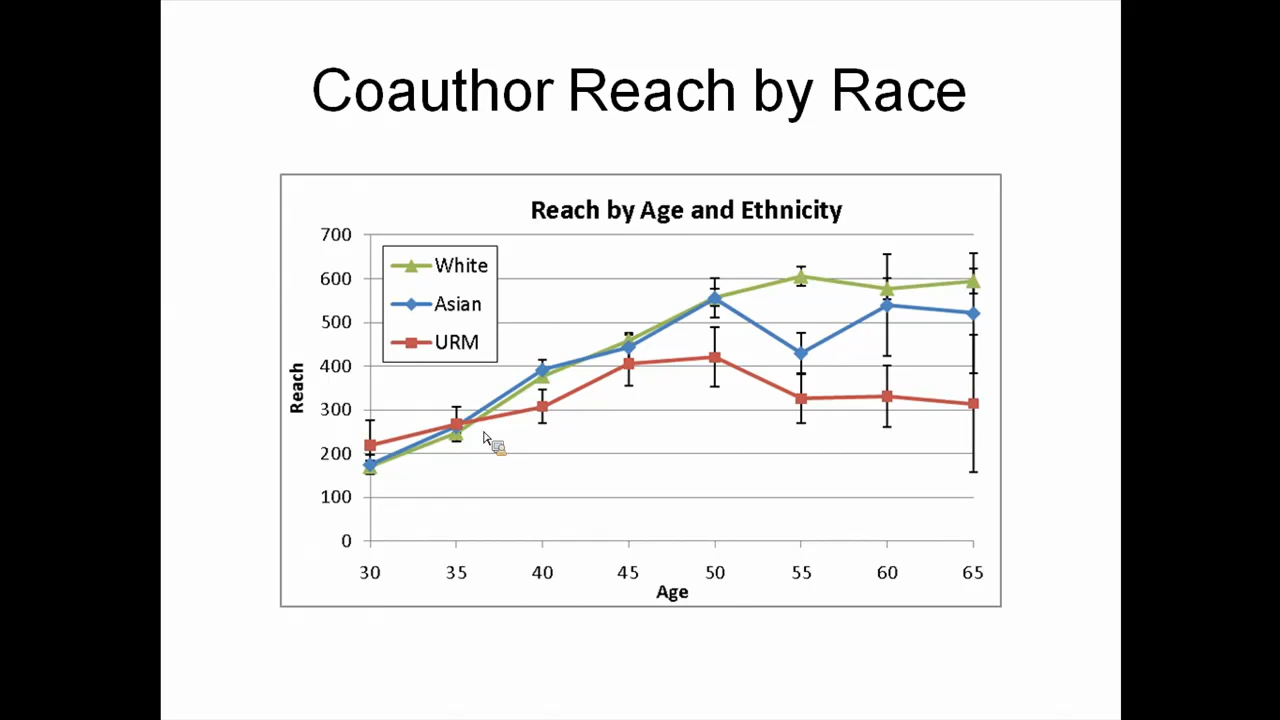 Coauthor Reach by Race
Reach by Age and Ethnicity
700
600
500
400
300
200
100
0
White
Asian
URM
Reach
30 35 40 45 50 55 60 65
Age